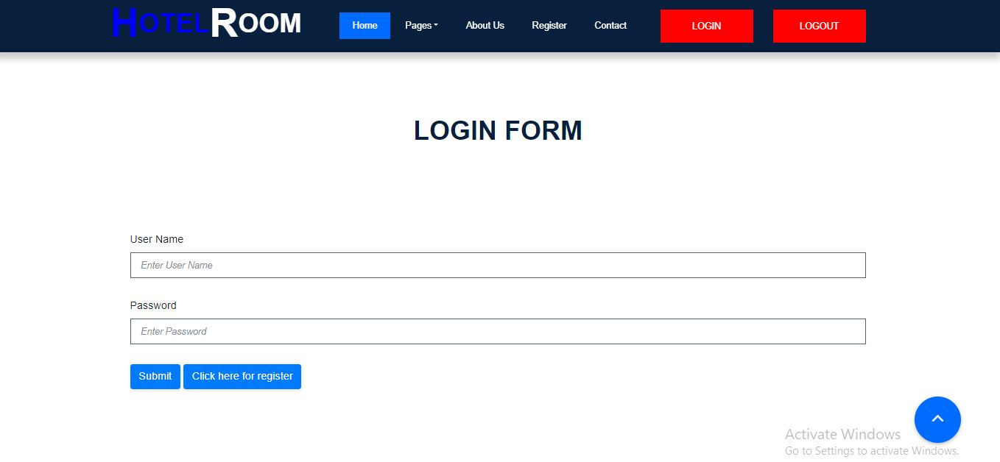 HOTELROOM Home Pages About Us Register Contact LOGIN LOGOUT
LOGIN FORM
User Name
Enter User Name
Password
Enter Password
Submit Click here for register
Activate Windows
Go to Settings to activate Windows.